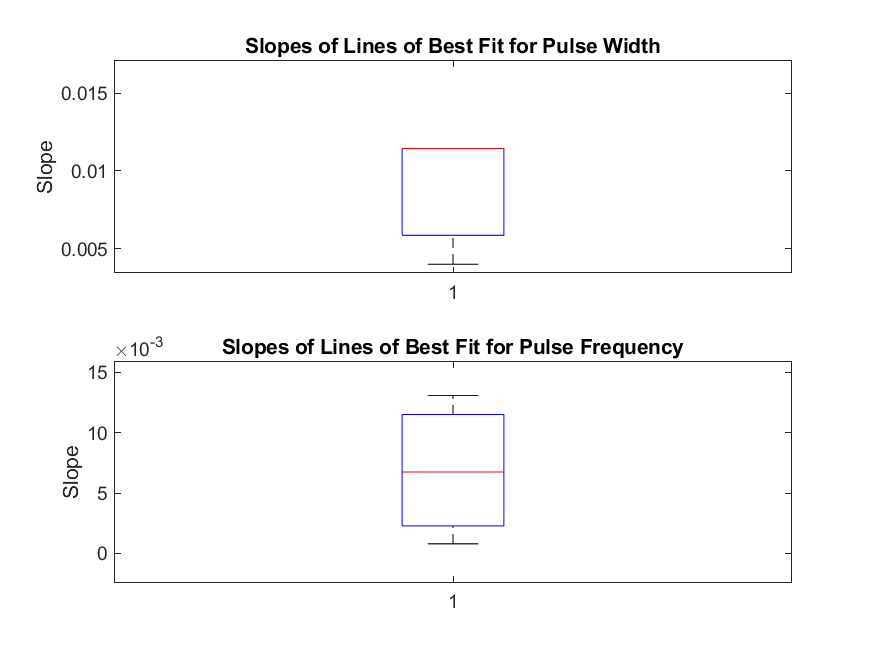 Slopes of Lines of Best Fit for Pulse Width
0.015
0.01
0.005
Slope
1
×10-3
Slopes of Lines of Best Fit for Pulse Frequency
15
10
5
0
Slope
1